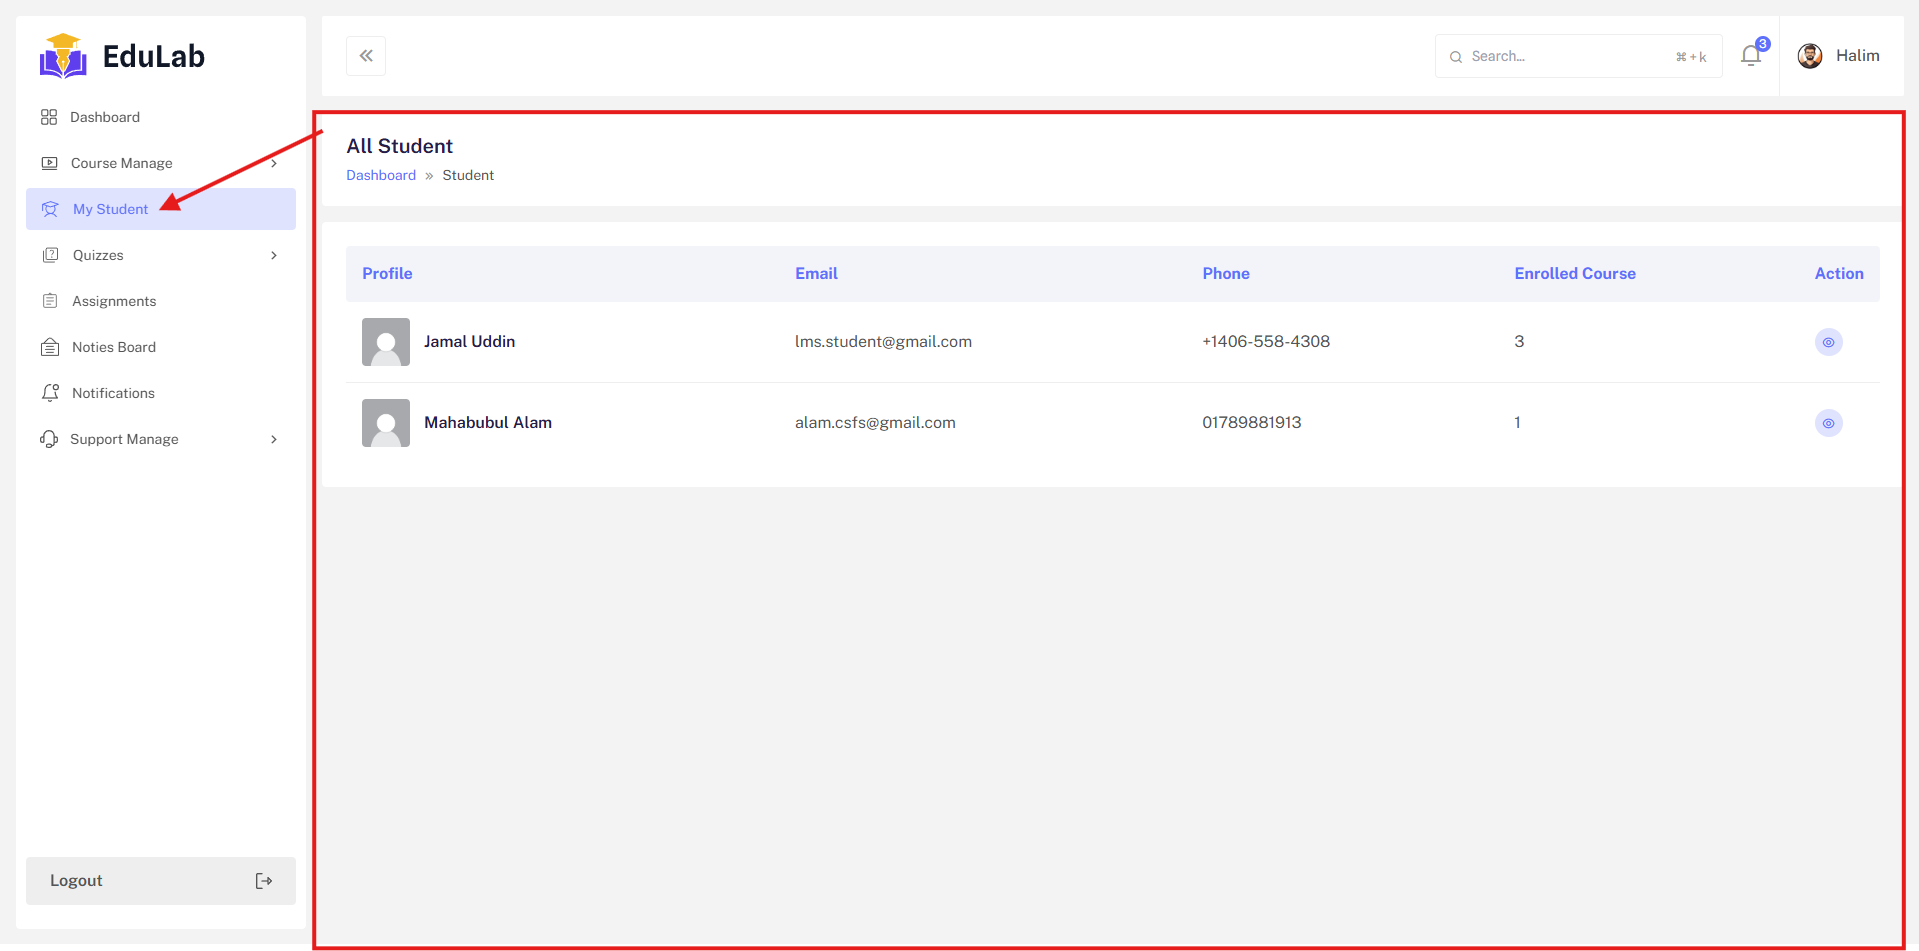 EduLab
Search... ⌘+k
3
Halim
Dashboard
Course Manage
My Student
Quizzes
Assignments
Noties Board
Notifications
Support Manage
Logout
All Student
Dashboard » Student
Profile Email Phone Enrolled Course Action
Jamal Uddin lms.student@gmail.com +1406-558-4308 3
Mahabubul Alam alam.csfs@gmail.com 01789881913 1